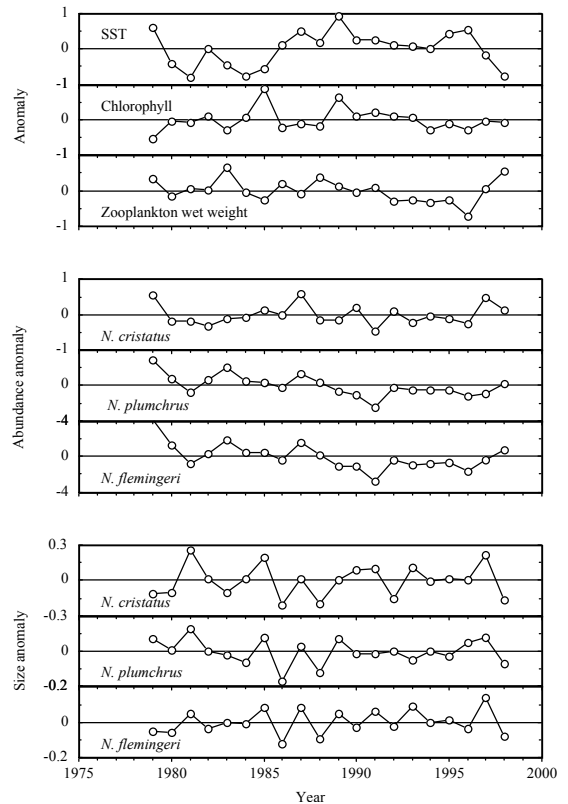 1
SST
0
-1
Chlorophyll
0
-1
0
Zooplankton wet weight
-1
Anomaly
1
0
N. cristatus
-1
0
N. plumchrus
-4
0
N. flemingeri
-4
Abundance anomaly
0.3
0
N. cristatus
-0.3
0
N. plumchrus
-0.2
0
N. flemingeri
-0.2
Size anomaly
1975 1980 1985 1990 1995 2000
Year